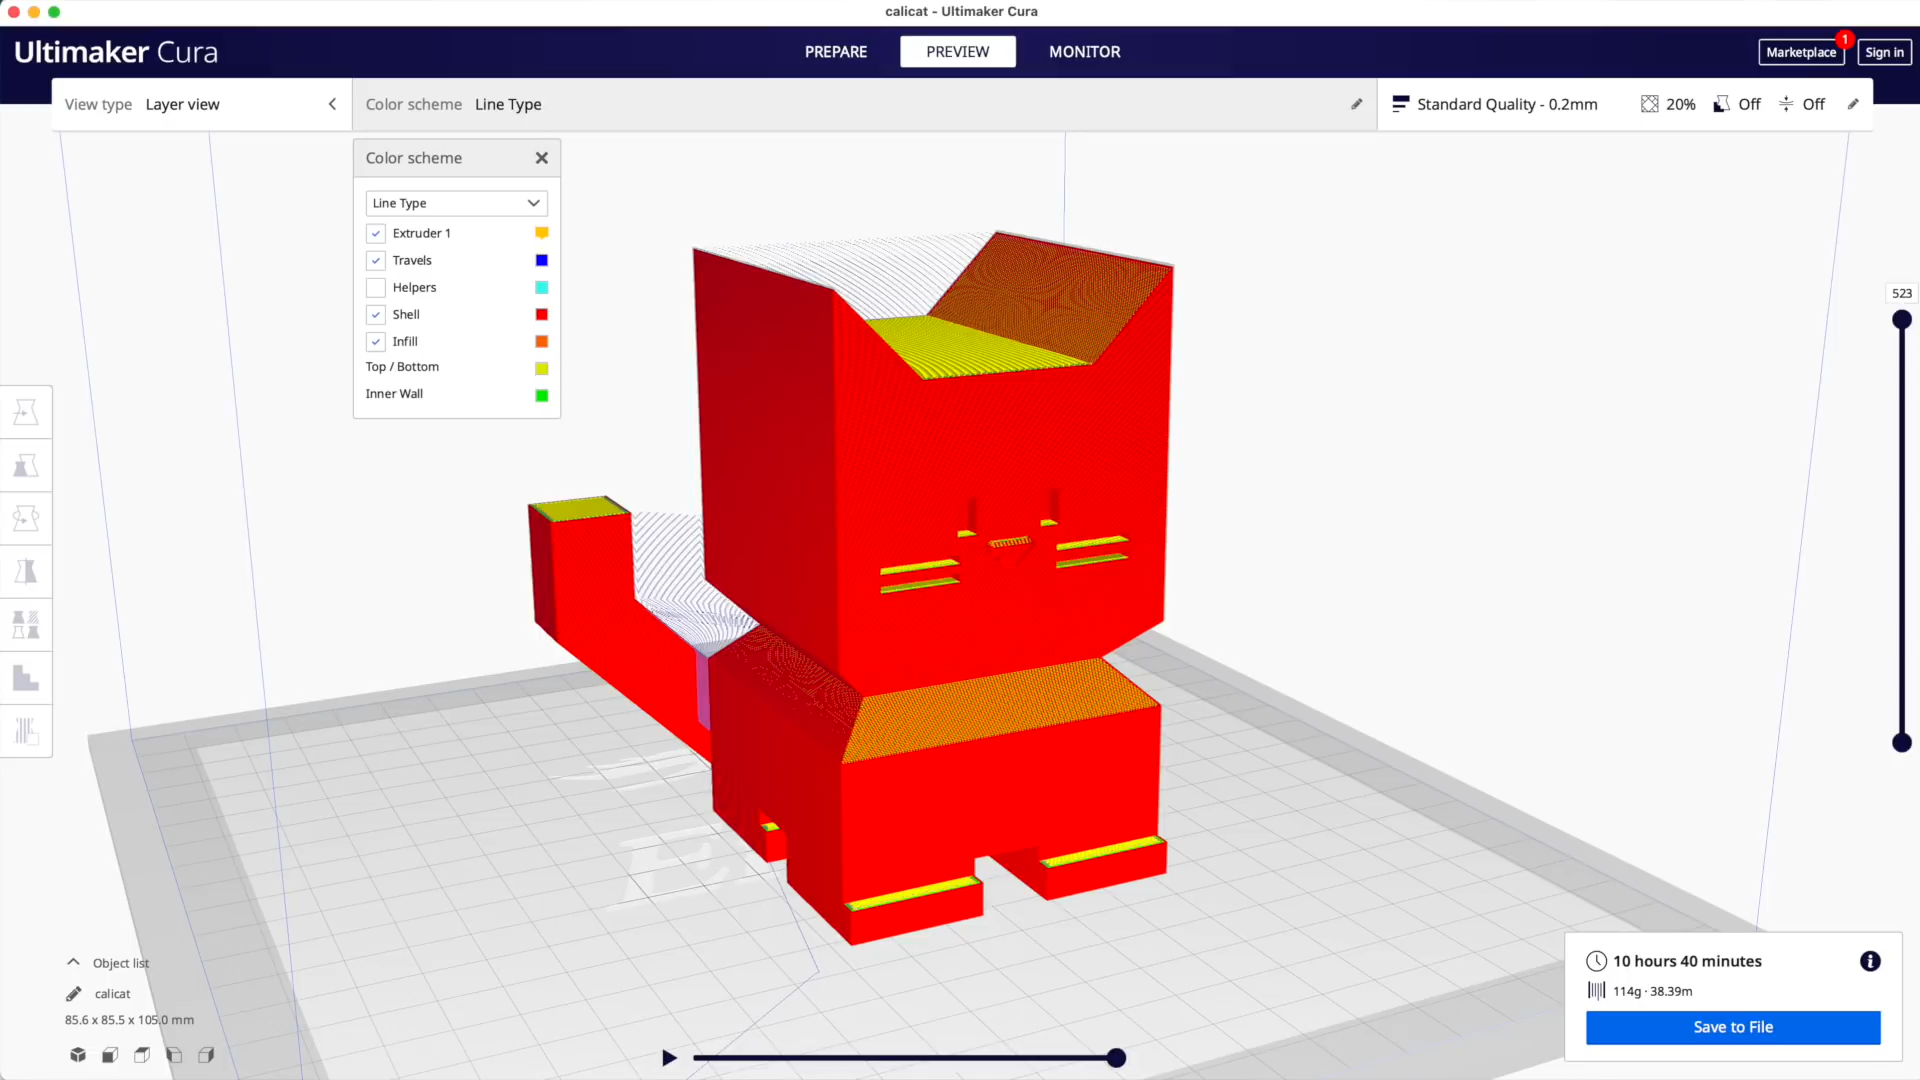 calicat - Ultimaker Cura
Ultimaker Cura
PREPARE
PREVIEW
MONITOR
Marketplace
1
Sign in
View type Layer view
Color scheme Line Type
Standard Quality - 0.2mm
20%
Off
Off
Color scheme
Line Type
Extruder 1
Travels
Helpers
Shell
Infill
Top / Bottom
Inner Wall
523
Object list
calicat
85.6 x 85.5 x 105.0 mm
10 hours 40 minutes
114g · 38.39m
Save to File